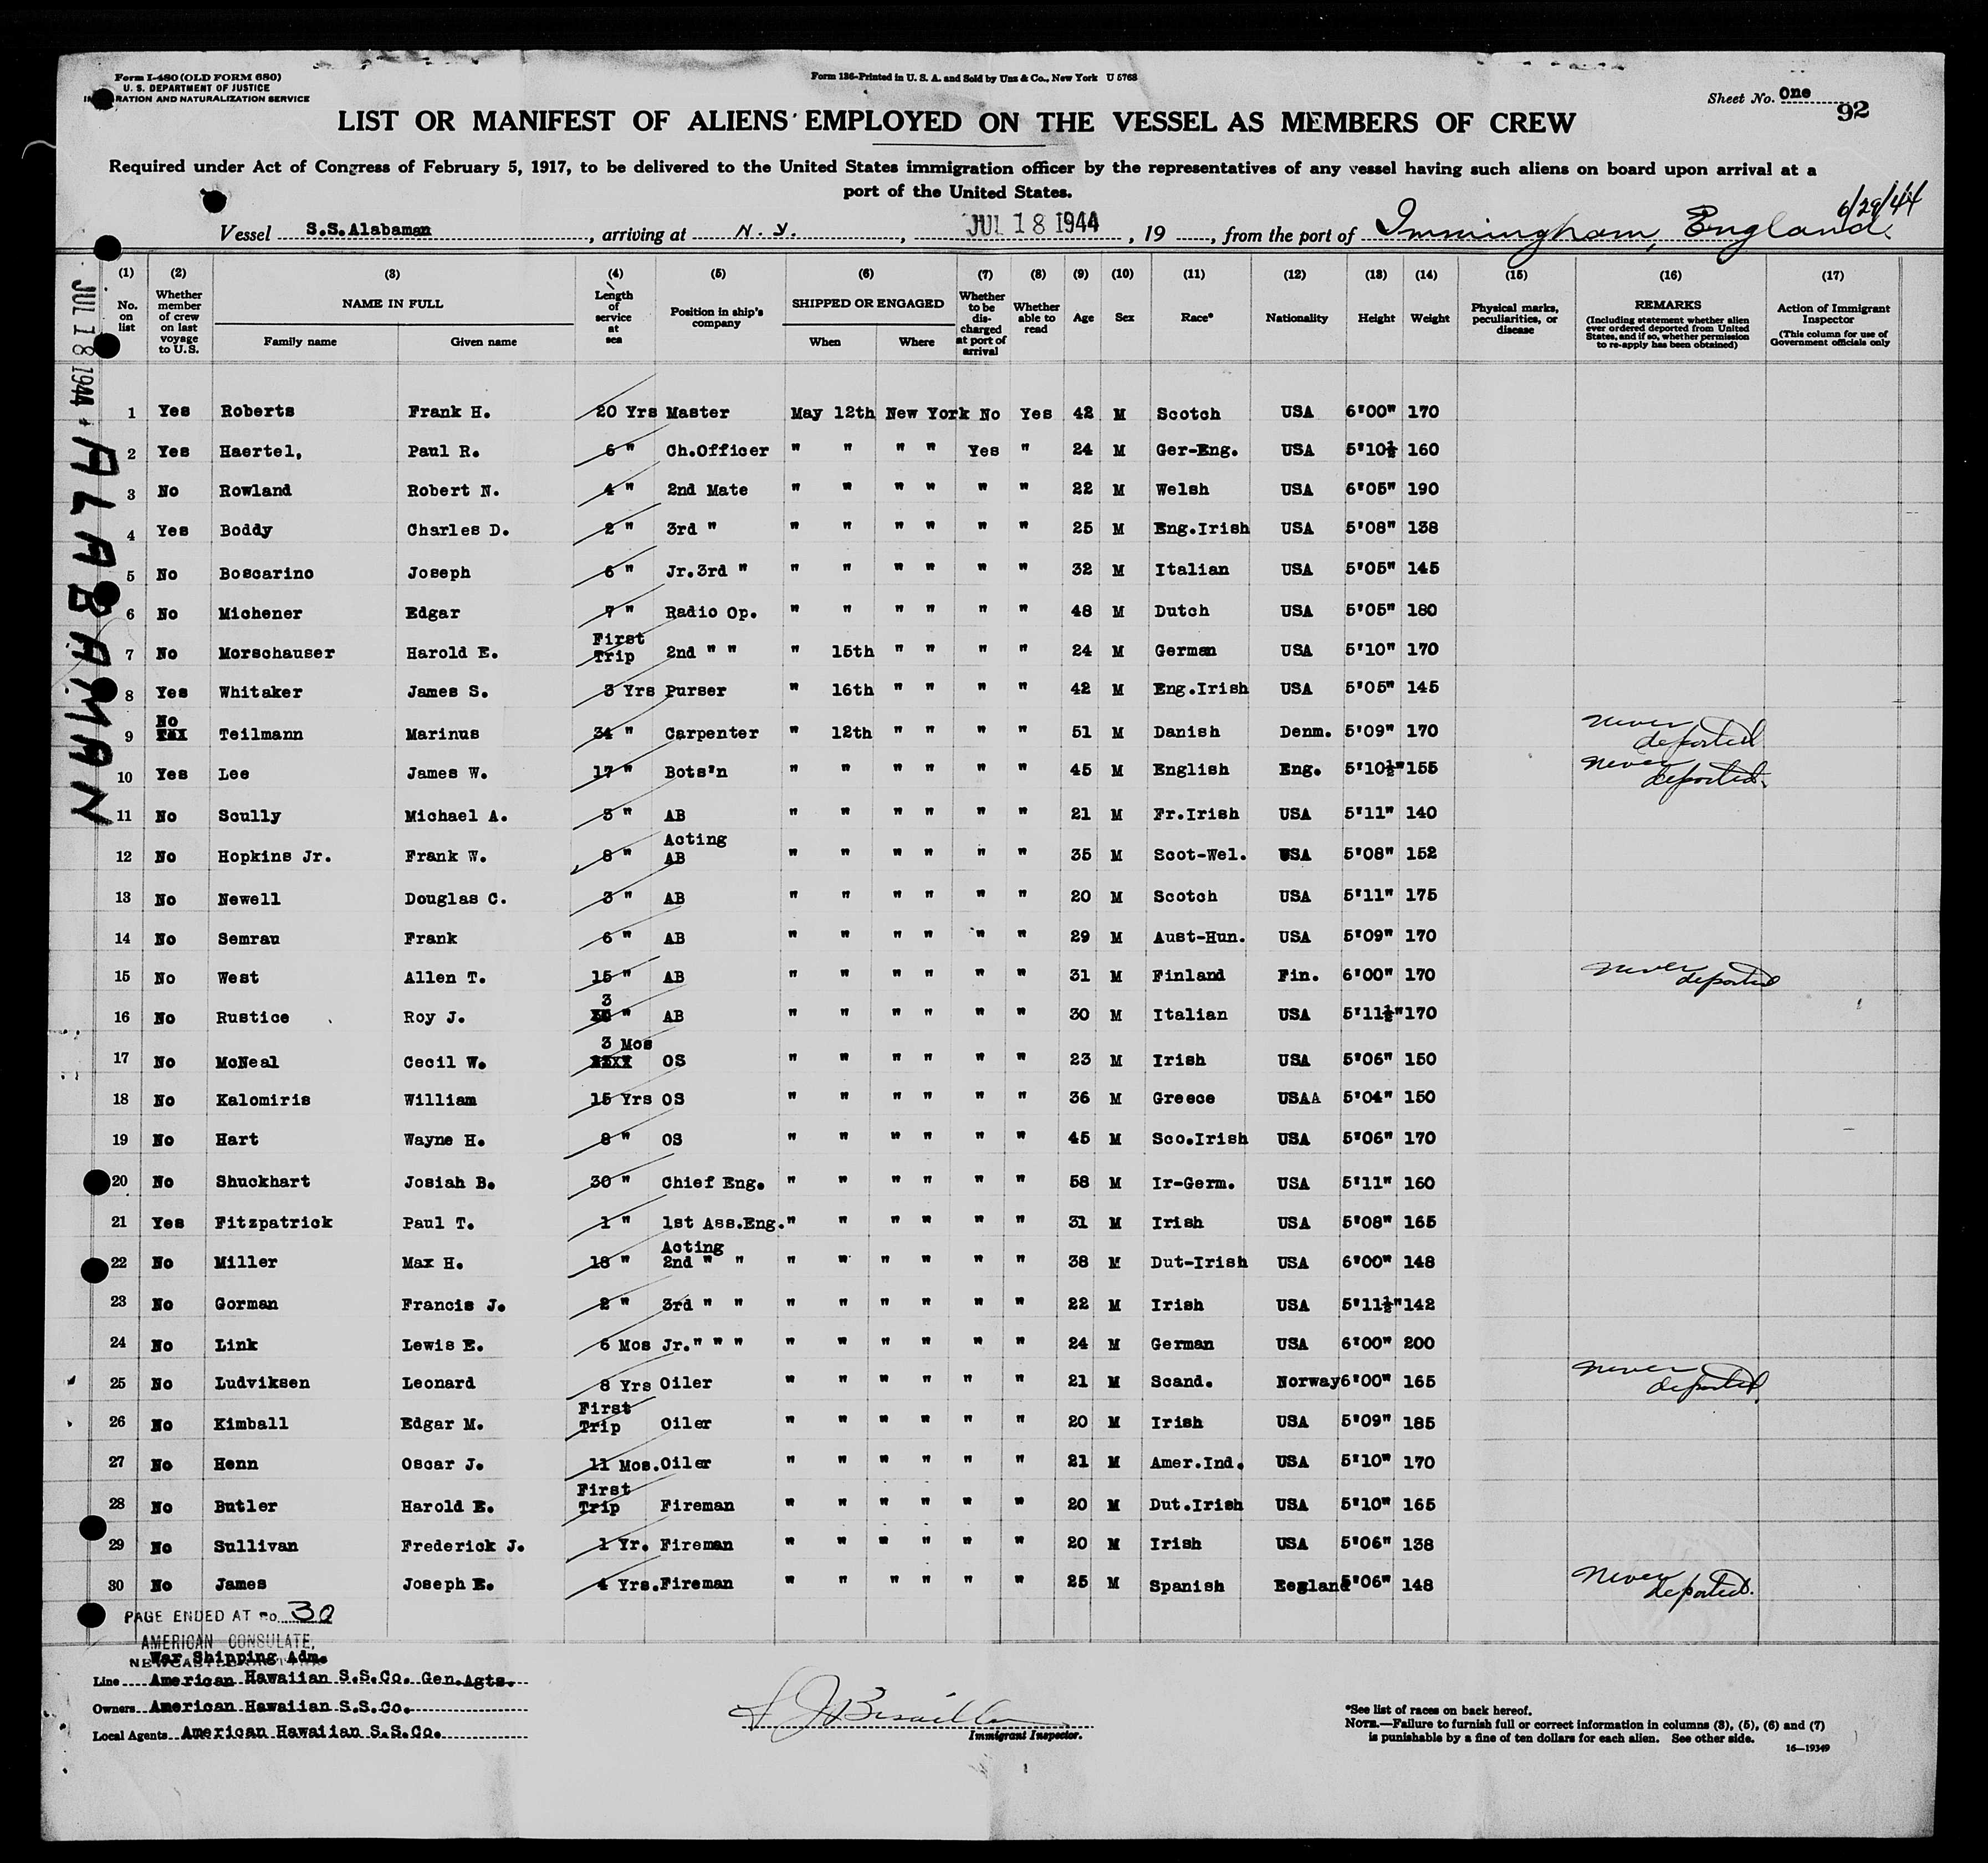 Form I-480 (OLD FORM 680)
U. S. DEPARTMENT OF JUSTICE
RATION AND NATURALIZATION SERVICE
Form 136-Printed in U. S. A. and Sold by Unz & Co., New York U 5768
Sheet No. One
92
LIST OR MANIFEST OF ALIENS EMPLOYED ON THE VESSEL AS MEMBERS OF CREW
Required under Act of Congress of February 5, 1917, to be delivered to the United States immigration officer by the representatives of any vessel having such aliens on board upon arrival at a
port of the United States.
6/29/44
Vessel S.S.Alabaman, arriving at N. Y., JUL 18 1944, 19 , from the port of Immingham, England.
JUL 18 1944
ALABAMAN
(1) (2) (3) (4) (5) (6) (7) (8) (9) (10) (11) (12) (13) (14) (15) (16) (17)
No. on list
Whether member of crew on last voyage to U.S.
NAME IN FULL
Family name Given name
Length of service at sea
Position in ship's company
SHIPPED OR ENGAGED
When Where
Whether to be discharged at port of arrival
Whether able to read
Age Sex Race* Nationality Height Weight
Physical marks, peculiarities, or disease
REMARKS
(Including statement whether alien ever ordered deported from United States, and if so, whether permission to re-apply has been obtained)
Action of Immigrant Inspector
(This column for use of Government officials only
1 Yes Roberts Frank H. 20 Yrs Master May 12th New York No Yes 42 M Scotch USA 6'00" 170
2 Yes Haertel, Paul R. 6 " Ch.Officer " " " " Yes " 24 M Ger-Eng. USA 5'10½ 160
3 No Rowland Robert N. 4 " 2nd Mate " " " " " " 22 M Welsh USA 6'05" 190
4 Yes Boddy Charles D. 2 " 3rd " " " " " " " 25 M Eng.Irish USA 5'08" 138
5 No Boscarino Joseph 6 " Jr.3rd " " " " " " " 32 M Italian USA 5'05" 145
6 No Michener Edgar 7 " Radio Op. " " " " " " 48 M Dutch USA 5'05" 180
7 No Morschauser Harold E. First Trip 2nd " " " 15th " " " " 24 M German USA 5'10" 170
8 Yes Whitaker James S. 3 Yrs Purser " 16th " " " " 42 M Eng.Irish USA 5'05" 145
9 No Teilmann Marinus 34 " Carpenter " 12th " " " " 51 M Danish Denm. 5'09" 170 never deported
10 Yes Lee James W. 17 " Bots'n " " " " " " 45 M English Eng. 5'10½" 155 never deported.
11 No Scully Michael A. 3 " AB " " " " " " 21 M Fr.Irish USA 5'11" 140
12 No Hopkins Jr. Frank W. 8 " Acting AB " " " " " " 35 M Scot-Wel. USA 5'08" 152
13 No Newell Douglas C. 3 " AB " " " " " " 20 M Scotch USA 5'11" 175
14 No Semrau Frank 6 " AB " " " " " " 29 M Aust-Hun. USA 5'09" 170
15 No West Allen T. 15 " AB " " " " " " 31 M Finland Fin. 6'00" 170 never deported
16 No Rustice Roy J. 3 " AB " " " " " " 30 M Italian USA 5'11½" 170
17 No McNeal Cecil W. 3 Mos OS " " " " " " 23 M Irish USA 5'06" 150
18 No Kalomiris William 15 Yrs OS " " " " " " 36 M Greece USAA 5'04" 150
19 No Hart Wayne H. 8 " OS " " " " " " 45 M Sco.Irish USA 5'06" 170
20 No Shuckhart Josiah B. 30 " Chief Eng. " " " " " " 58 M Ir-Germ. USA 5'11" 160
21 Yes Fitzpatrick Paul T. 1 " 1st Ass.Eng. " " " " " " 31 M Irish USA 5'08" 165
22 No Miller Max H. 18 " Acting 2nd " " " " " " " " 38 M Dut-Irish USA 6'00" 148
23 No Gorman Francis J. 2 " 3rd " " " " " " " " 22 M Irish USA 5'11½" 142
24 No Link Lewis E. 6 Mos Jr." " " " " " " " " 24 M German USA 6'00" 200
25 No Ludviksen Leonard 8 Yrs Oiler " " " " " " 21 M Scand. Norway 6'00" 165 never deported
26 No Kimball Edgar M. First Trip Oiler " " " " " " 20 M Irish USA 5'09" 185
27 No Henn Oscar J. 11 Mos. Oiler " " " " " " 21 M Amer.Ind. USA 5'10" 170
28 No Butler Harold E. First Trip Fireman " " " " " " 20 M Dut.Irish USA 5'10" 165
29 No Sullivan Frederick J. 1 Yr. Fireman " " " " " " 20 M Irish USA 5'06" 138
30 No James Joseph E. 4 Yrs. Fireman " " " " " " 25 M Spanish Eegland 5'06" 148 Never deported.
PAGE ENDED AT No. 30
AMERICAN CONSULATE,
War Shipping Adm.
Line American Hawaiian S.S.Co. Gen.Agts.
Owners American Hawaiian S.S.Co.
Local Agents American Hawaiian S.S.Co.
Immigrant Inspector.
*See list of races on back hereof.
NOTE.—Failure to furnish full or correct information in columns (3), (5), (6) and (7)
is punishable by a fine of ten dollars for each alien. See other side.
16—19349